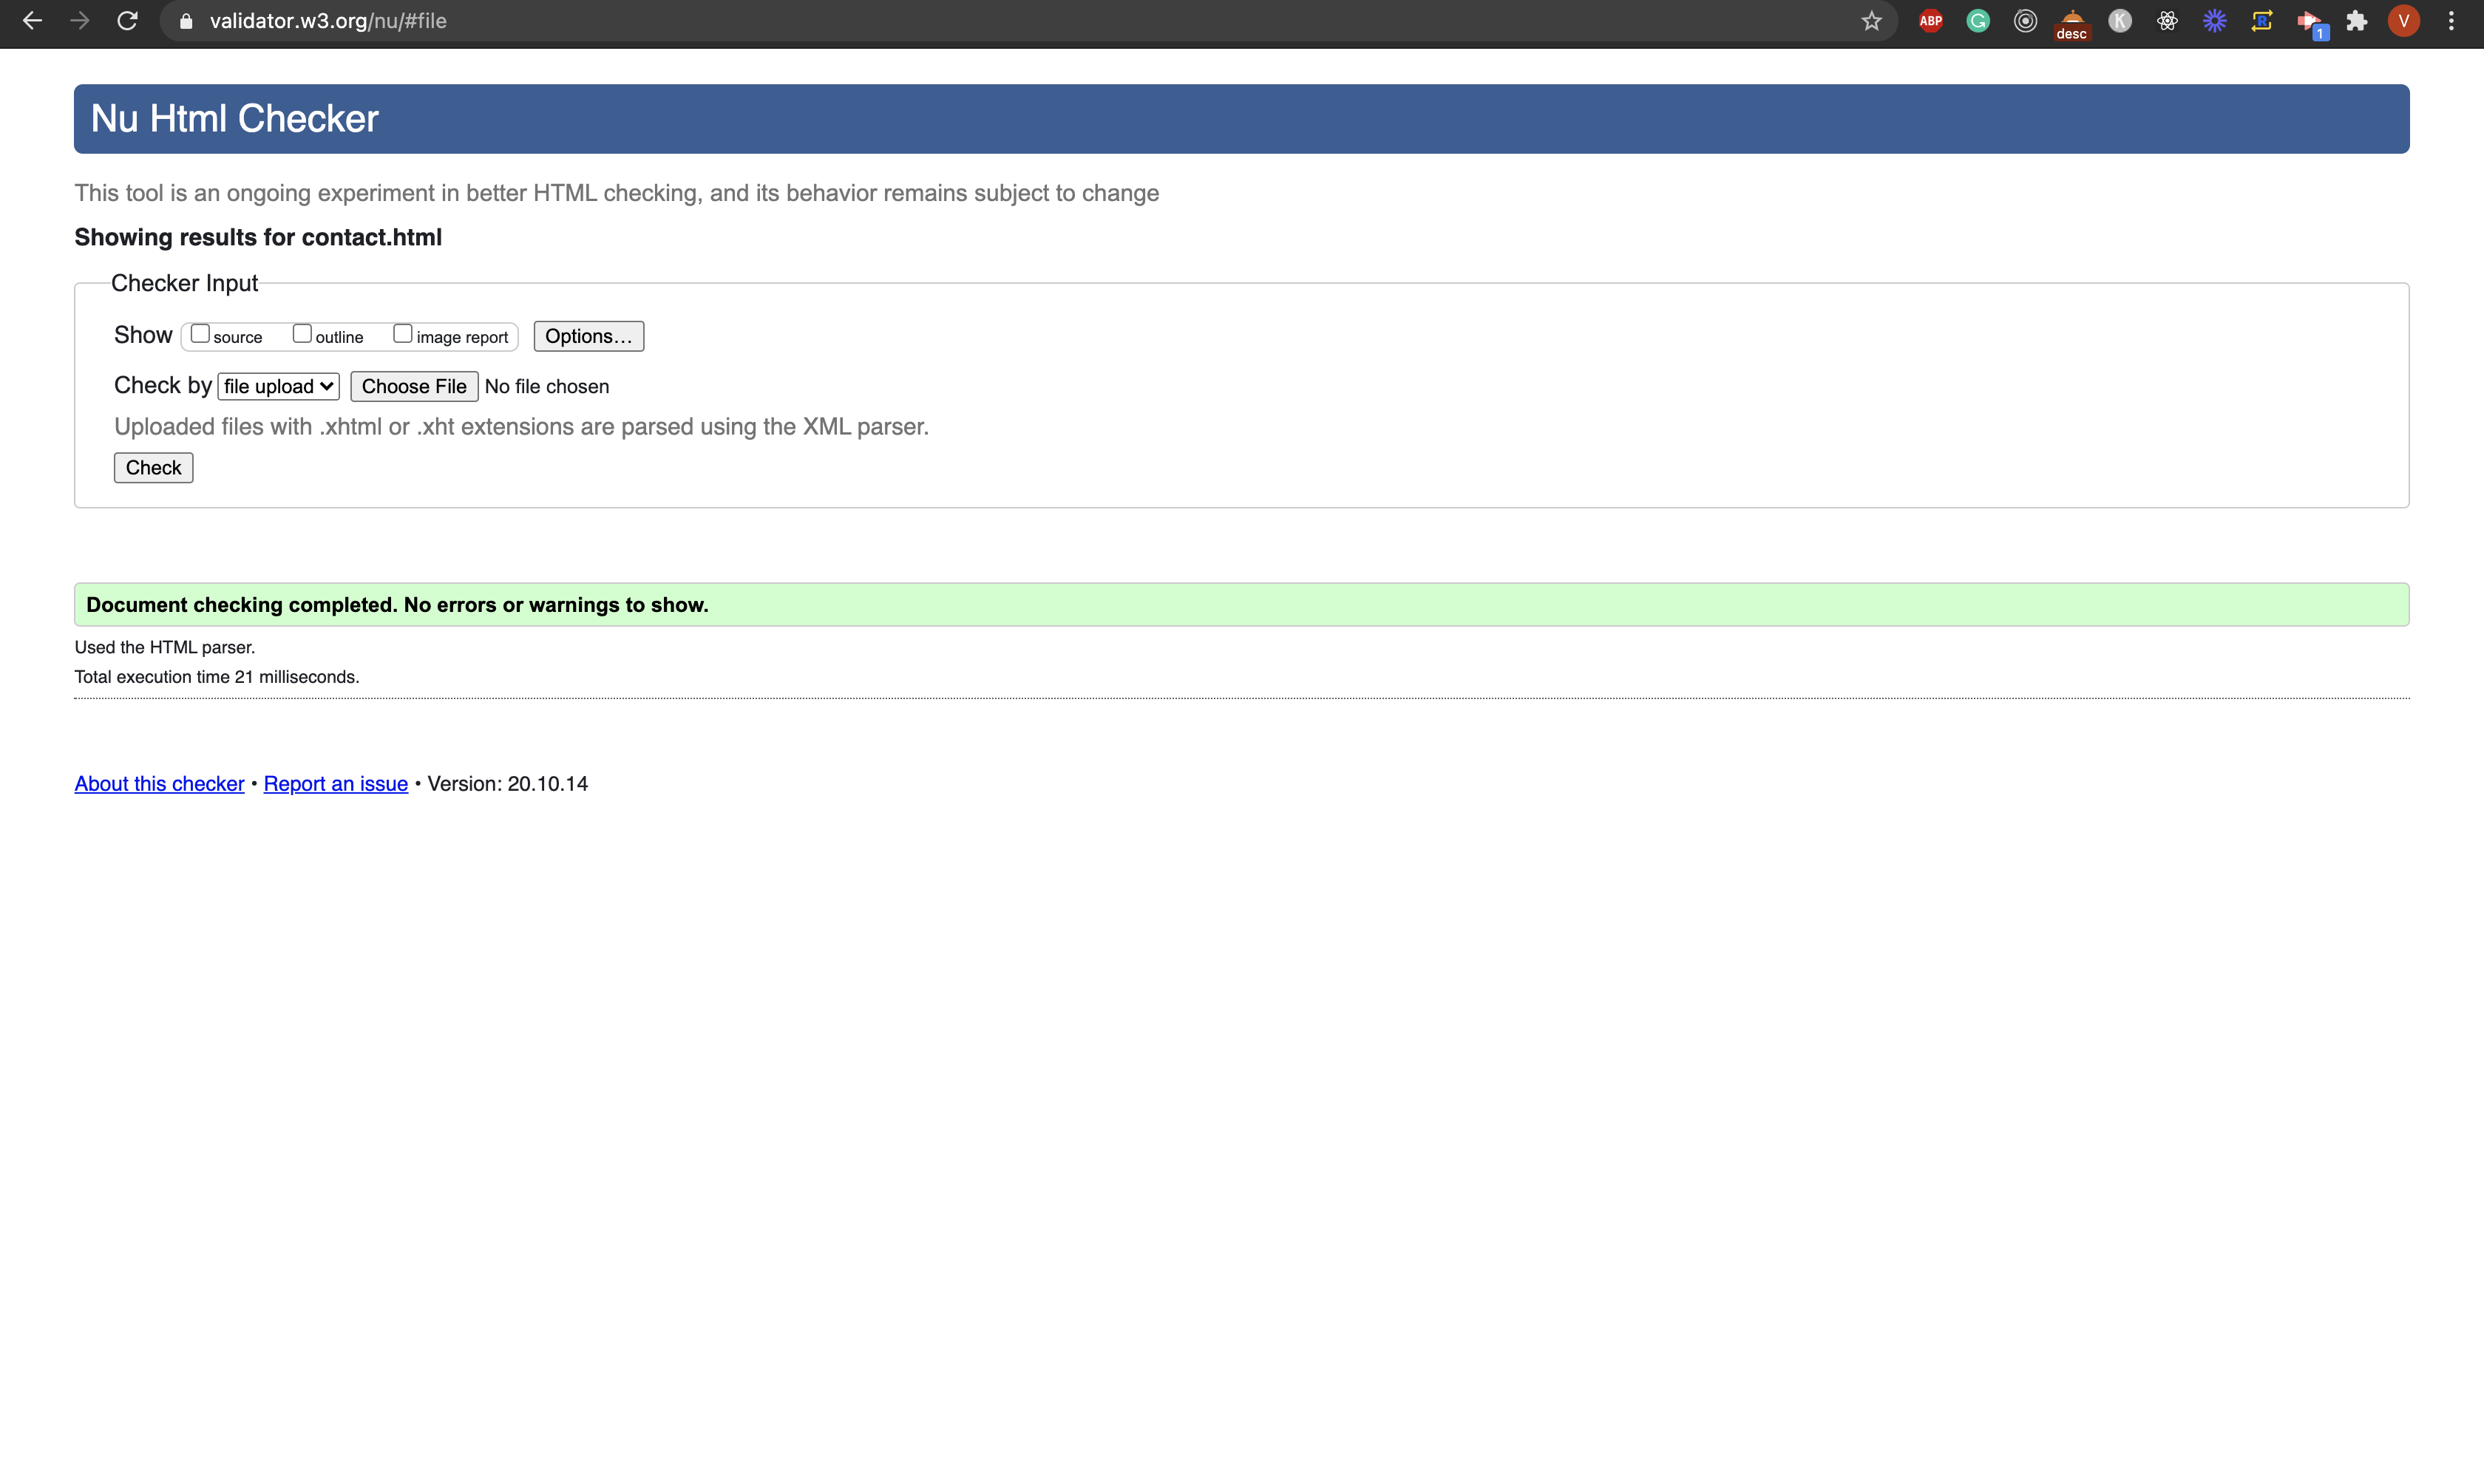 validator.w3.org/nu/#file
ABP
G
desc
K
R
1
V
Nu Html Checker
This tool is an ongoing experiment in better HTML checking, and its behavior remains subject to change
Showing results for contact.html
Checker Input
Show source outline image report Options...
Check by file upload Choose File No file chosen
Uploaded files with .xhtml or .xht extensions are parsed using the XML parser.
Check
Document checking completed. No errors or warnings to show.
Used the HTML parser.
Total execution time 21 milliseconds.
About this checker • Report an issue • Version: 20.10.14